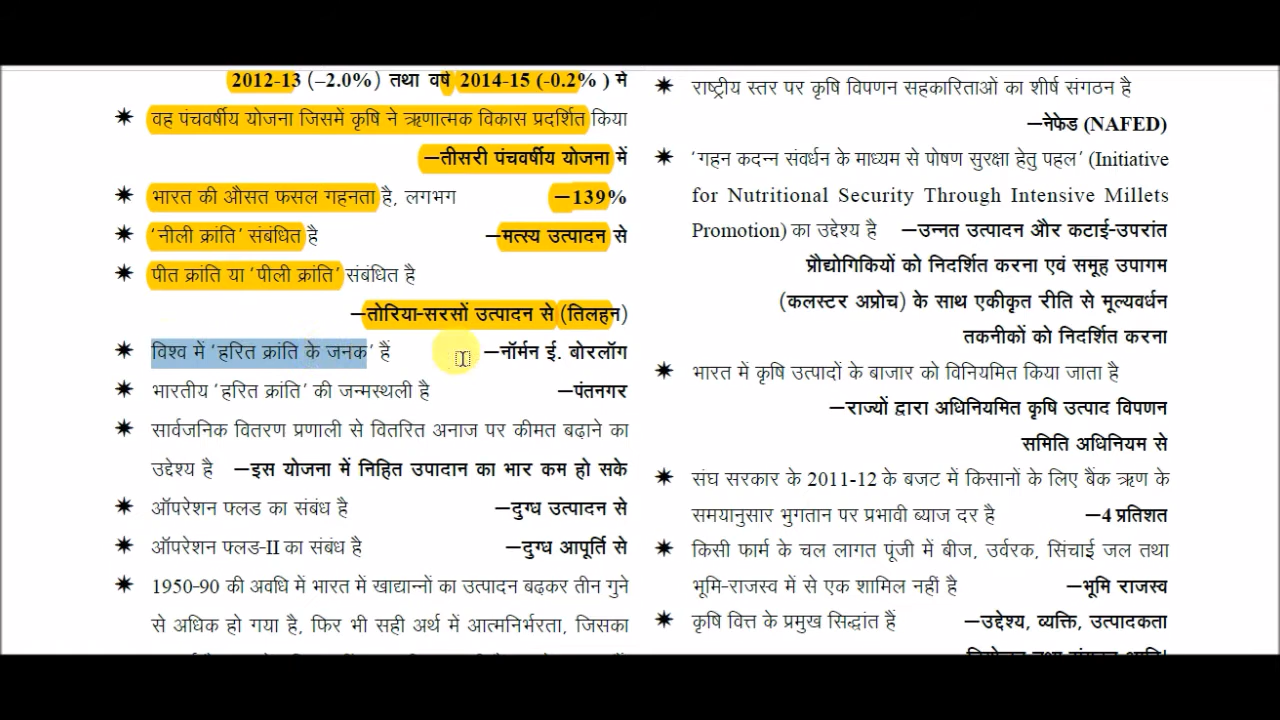 2012-13 (–2.0%) तथा वर्ष 2014-15 (-0.2% ) में
✷ वह पंचवर्षीय योजना जिसमें कृषि ने ऋणात्मक विकास प्रदर्शित किया
–तीसरी पंचवर्षीय योजना में
✷ भारत की औसत फसल गहनता है, लगभग –139%
✷ 'नीली क्रांति' संबंधित है –मत्स्य उत्पादन से
✷ पीत क्रांति या 'पीली क्रांति' संबंधित है
–तोरिया-सरसों उत्पादन से (तिलहन)
✷ विश्व में 'हरित क्रांति के जनक' हैं –नॉर्मन ई. बोरलॉग
✷ भारतीय 'हरित क्रांति' की जन्मस्थली है –पंतनगर
✷ सार्वजनिक वितरण प्रणाली से वितरित अनाज पर कीमत बढ़ाने का
उद्देश्य है –इस योजना में निहित उपादान का भार कम हो सके
✷ ऑपरेशन फ्लड का संबंध है –दुग्ध उत्पादन से
✷ ऑपरेशन फ्लड-II का संबंध है –दुग्ध आपूर्ति से
✷ 1950-90 की अवधि में भारत में खाद्यान्नों का उत्पादन बढ़कर तीन गुने
से अधिक हो गया है, फिर भी सही अर्थ में आत्मनिर्भरता, जिसका
✷ राष्ट्रीय स्तर पर कृषि विपणन सहकारिताओं का शीर्ष संगठन है
–नेफेड (NAFED)
✷ 'गहन कदन्न संवर्धन के माध्यम से पोषण सुरक्षा हेतु पहल' (Initiative
for Nutritional Security Through Intensive Millets
Promotion) का उद्देश्य है –उन्नत उत्पादन और कटाई-उपरांत
प्रौद्योगिकियों को निदर्शित करना एवं समूह उपागम
(कलस्टर अप्रोच) के साथ एकीकृत रीति से मूल्यवर्धन
तकनीकों को निदर्शित करना
✷ भारत में कृषि उत्पादों के बाजार को विनियमित किया जाता है
–राज्यों द्वारा अधिनियमित कृषि उत्पाद विपणन
समिति अधिनियम से
✷ संघ सरकार के 2011-12 के बजट में किसानों के लिए बैंक ऋण के
समयानुसार भुगतान पर प्रभावी ब्याज दर है –4 प्रतिशत
✷ किसी फार्म के चल लागत पूंजी में बीज, उर्वरक, सिंचाई जल तथा
भूमि-राजस्व में से एक शामिल नहीं है –भूमि राजस्व
✷ कृषि वित्त के प्रमुख सिद्धांत हैं –उद्देश्य, व्यक्ति, उत्पादकता